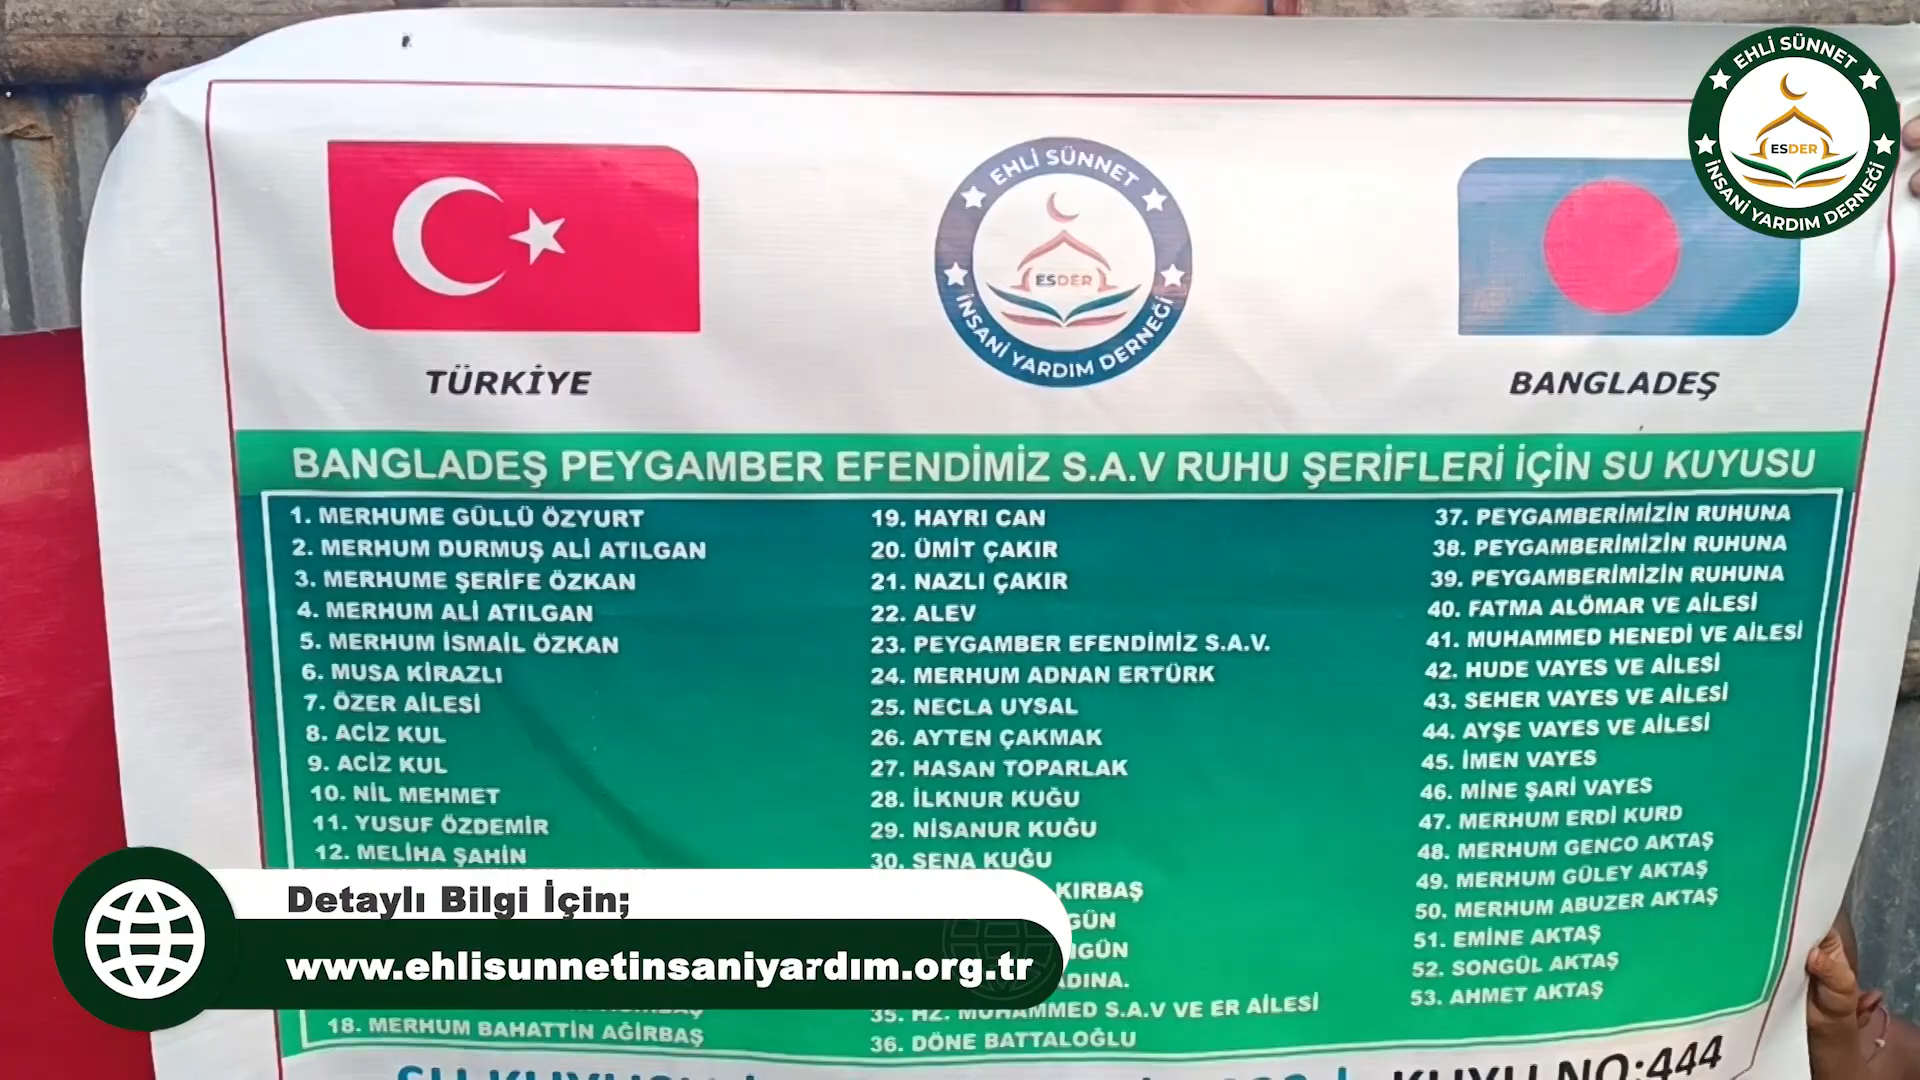 EHLİ SÜNNET
ESDER
İNSANİ YARDIM DERNEĞİ
EHLİ SÜNNET
ESDER
İNSANİ YARDIM DERNEĞİ
TÜRKİYE
BANGLADEŞ
BANGLADEŞ PEYGAMBER EFENDİMİZ S.A.V RUHU ŞERİFLERİ İÇİN SU KUYUSU
1. MERHUME GÜLLÜ ÖZYURT
2. MERHUM DURMUŞ ALİ ATILGAN
3. MERHUME ŞERİFE ÖZKAN
4. MERHUM ALİ ATILGAN
5. MERHUM İSMAİL ÖZKAN
6. MUSA KİRAZLI
7. ÖZER AİLESİ
8. ACİZ KUL
9. ACİZ KUL
10. NİL MEHMET
11. YUSUF ÖZDEMİR
12. MELİHA ŞAHİN
18. MERHUM BAHATTİN AĞIRBAŞ
19. HAYRI CAN
20. ÜMİT ÇAKIR
21. NAZLI ÇAKIR
22. ALEV
23. PEYGAMBER EFENDİMİZ S.A.V.
24. MERHUM ADNAN ERTÜRK
25. NECLA UYSAL
26. AYTEN ÇAKMAK
27. HASAN TOPARLAK
28. İLKNUR KUĞU
29. NİSANUR KUĞU
30. SENA KUĞU
KIRBAŞ
35. HZ. MUHAMMED S.A.V VE ER AİLESİ
36. DÖNE BATTALOĞLU
37. PEYGAMBERİMİZİN RUHUNA
38. PEYGAMBERİMİZİN RUHUNA
39. PEYGAMBERİMİZİN RUHUNA
40. FATMA ALÖMAR VE AİLESİ
41. MUHAMMED HENEDİ VE AİLESİ
42. HUDE VAYES VE AİLESİ
43. SEHER VAYES VE AİLESİ
44. AYŞE VAYES VE AİLESİ
45. İMEN VAYES
46. MİNE ŞARİ VAYES
47. MERHUM ERDİ KURD
48. MERHUM GENCO AKTAŞ
49. MERHUM GÜLEY AKTAŞ
50. MERHUM ABUZER AKTAŞ
51. EMİNE AKTAŞ
52. SONGÜL AKTAŞ
53. AHMET AKTAŞ
KUYU NO:444
Detaylı Bilgi İçin;
www.ehlisunnetinsaniyardım.org.tr